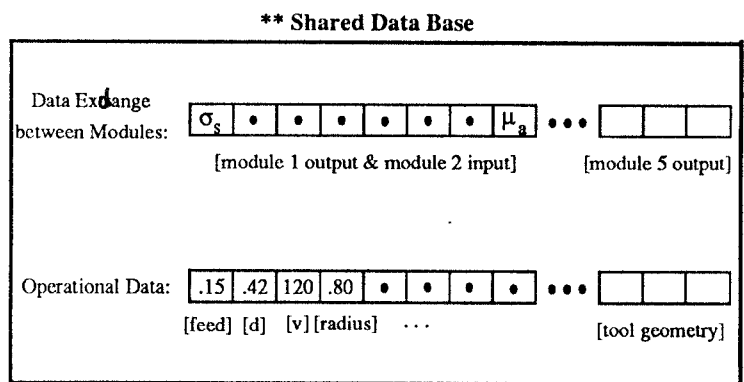 ** Shared Data Base
Data Exdange
between Modules:
σs • • • • • • μa •••
[module 1 output & module 2 input] [module 5 output]
Operational Data: .15 .42 120 .80 • • • • •••
[feed] [d] [v] [radius] ...
[tool geometry]